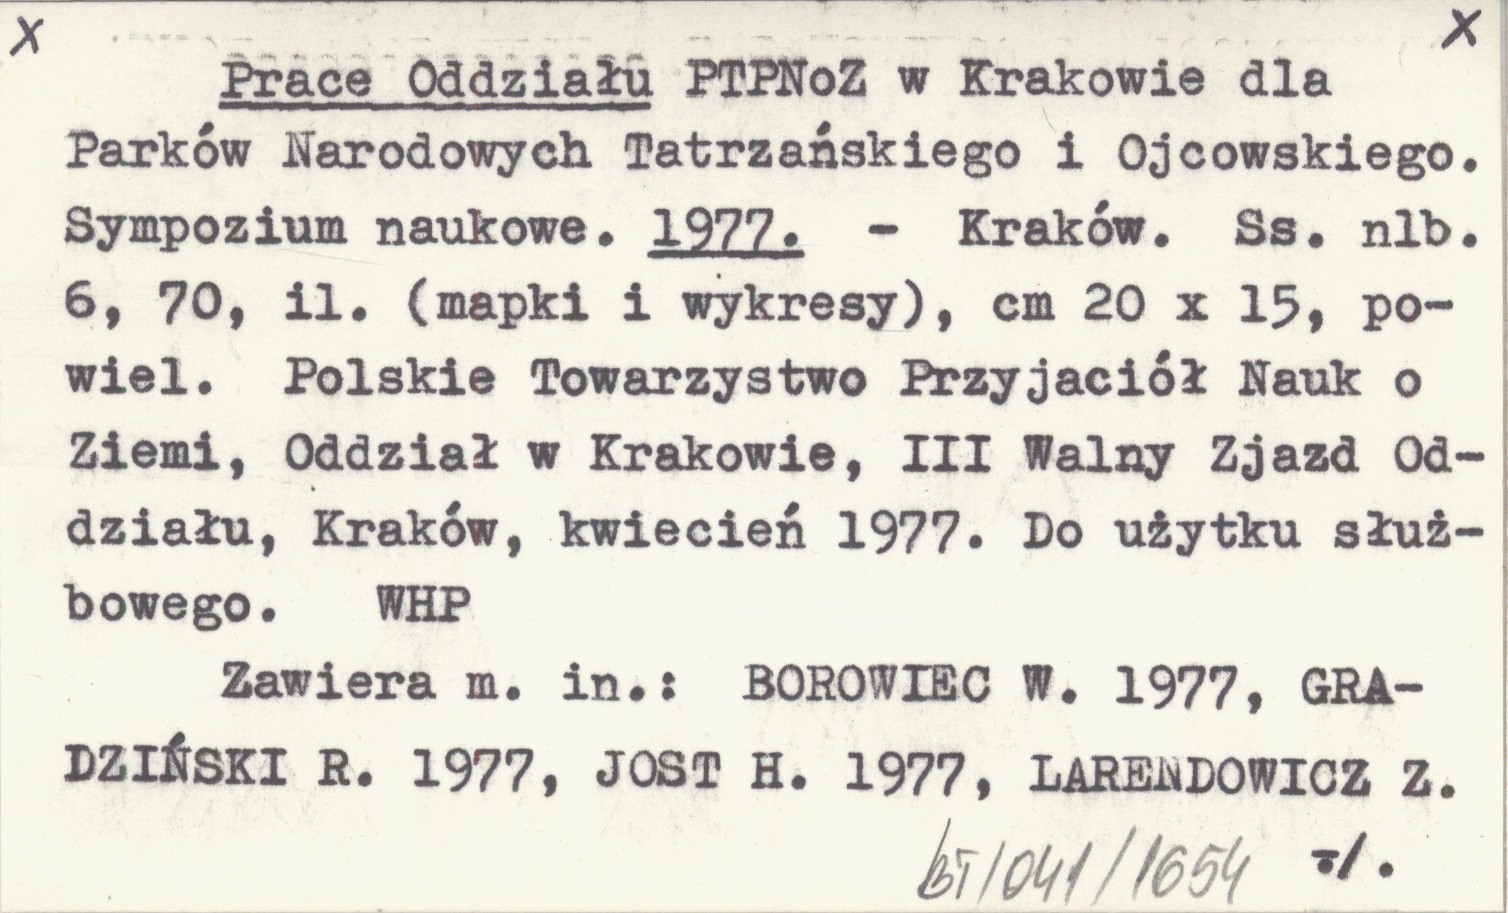 x x
Prace Oddziału PTPNoZ w Krakowie dla
Parków Narodowych Tatrzańskiego i Ojcowskiego.
Sympozium naukowe. 1977. - Kraków. Ss. nlb.
6, 70, il. (mapki i wykresy), cm 20 x 15, po-
wiel. Polskie Towarzystwo Przyjaciół Nauk o
Ziemi, Oddział w Krakowie, III Walny Zjazd Od-
działu, Kraków, kwiecień 1977. Do użytku służ-
bowego. WHP
Zawiera m. in.: BOROWIEC W. 1977, GRA-
DZIŃSKI R. 1977, JOST H. 1977, LARENDOWICZ Z.
BT/041/1654 ./.